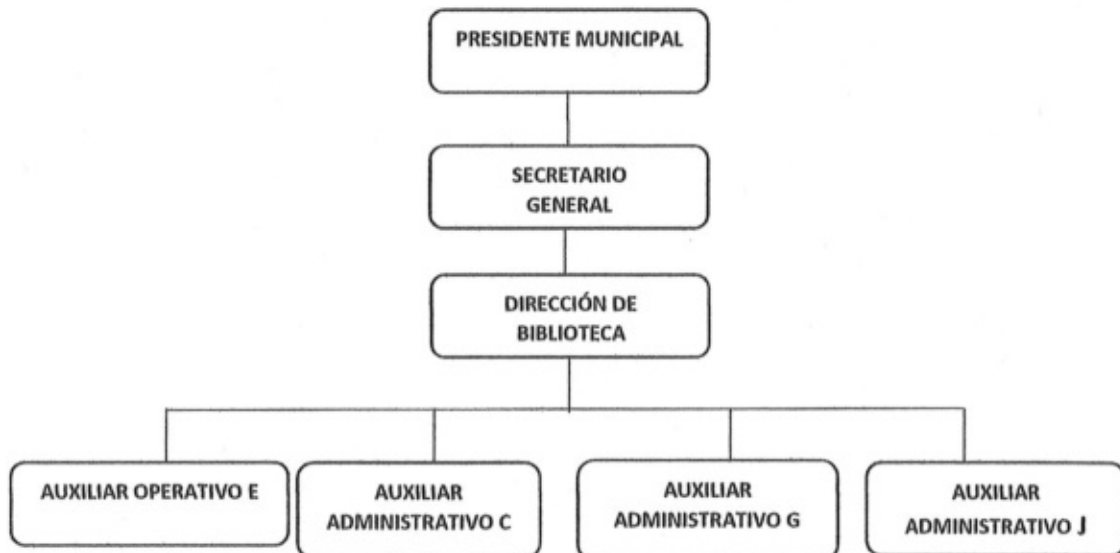 PRESIDENTE MUNICIPAL
SECRETARIO
GENERAL
DIRECCIÓN DE
BIBLIOTECA
AUXILIAR OPERATIVO E
AUXILIAR
ADMINISTRATIVO C
AUXILIAR
ADMINISTRATIVO G
AUXILIAR
ADMINISTRATIVO J